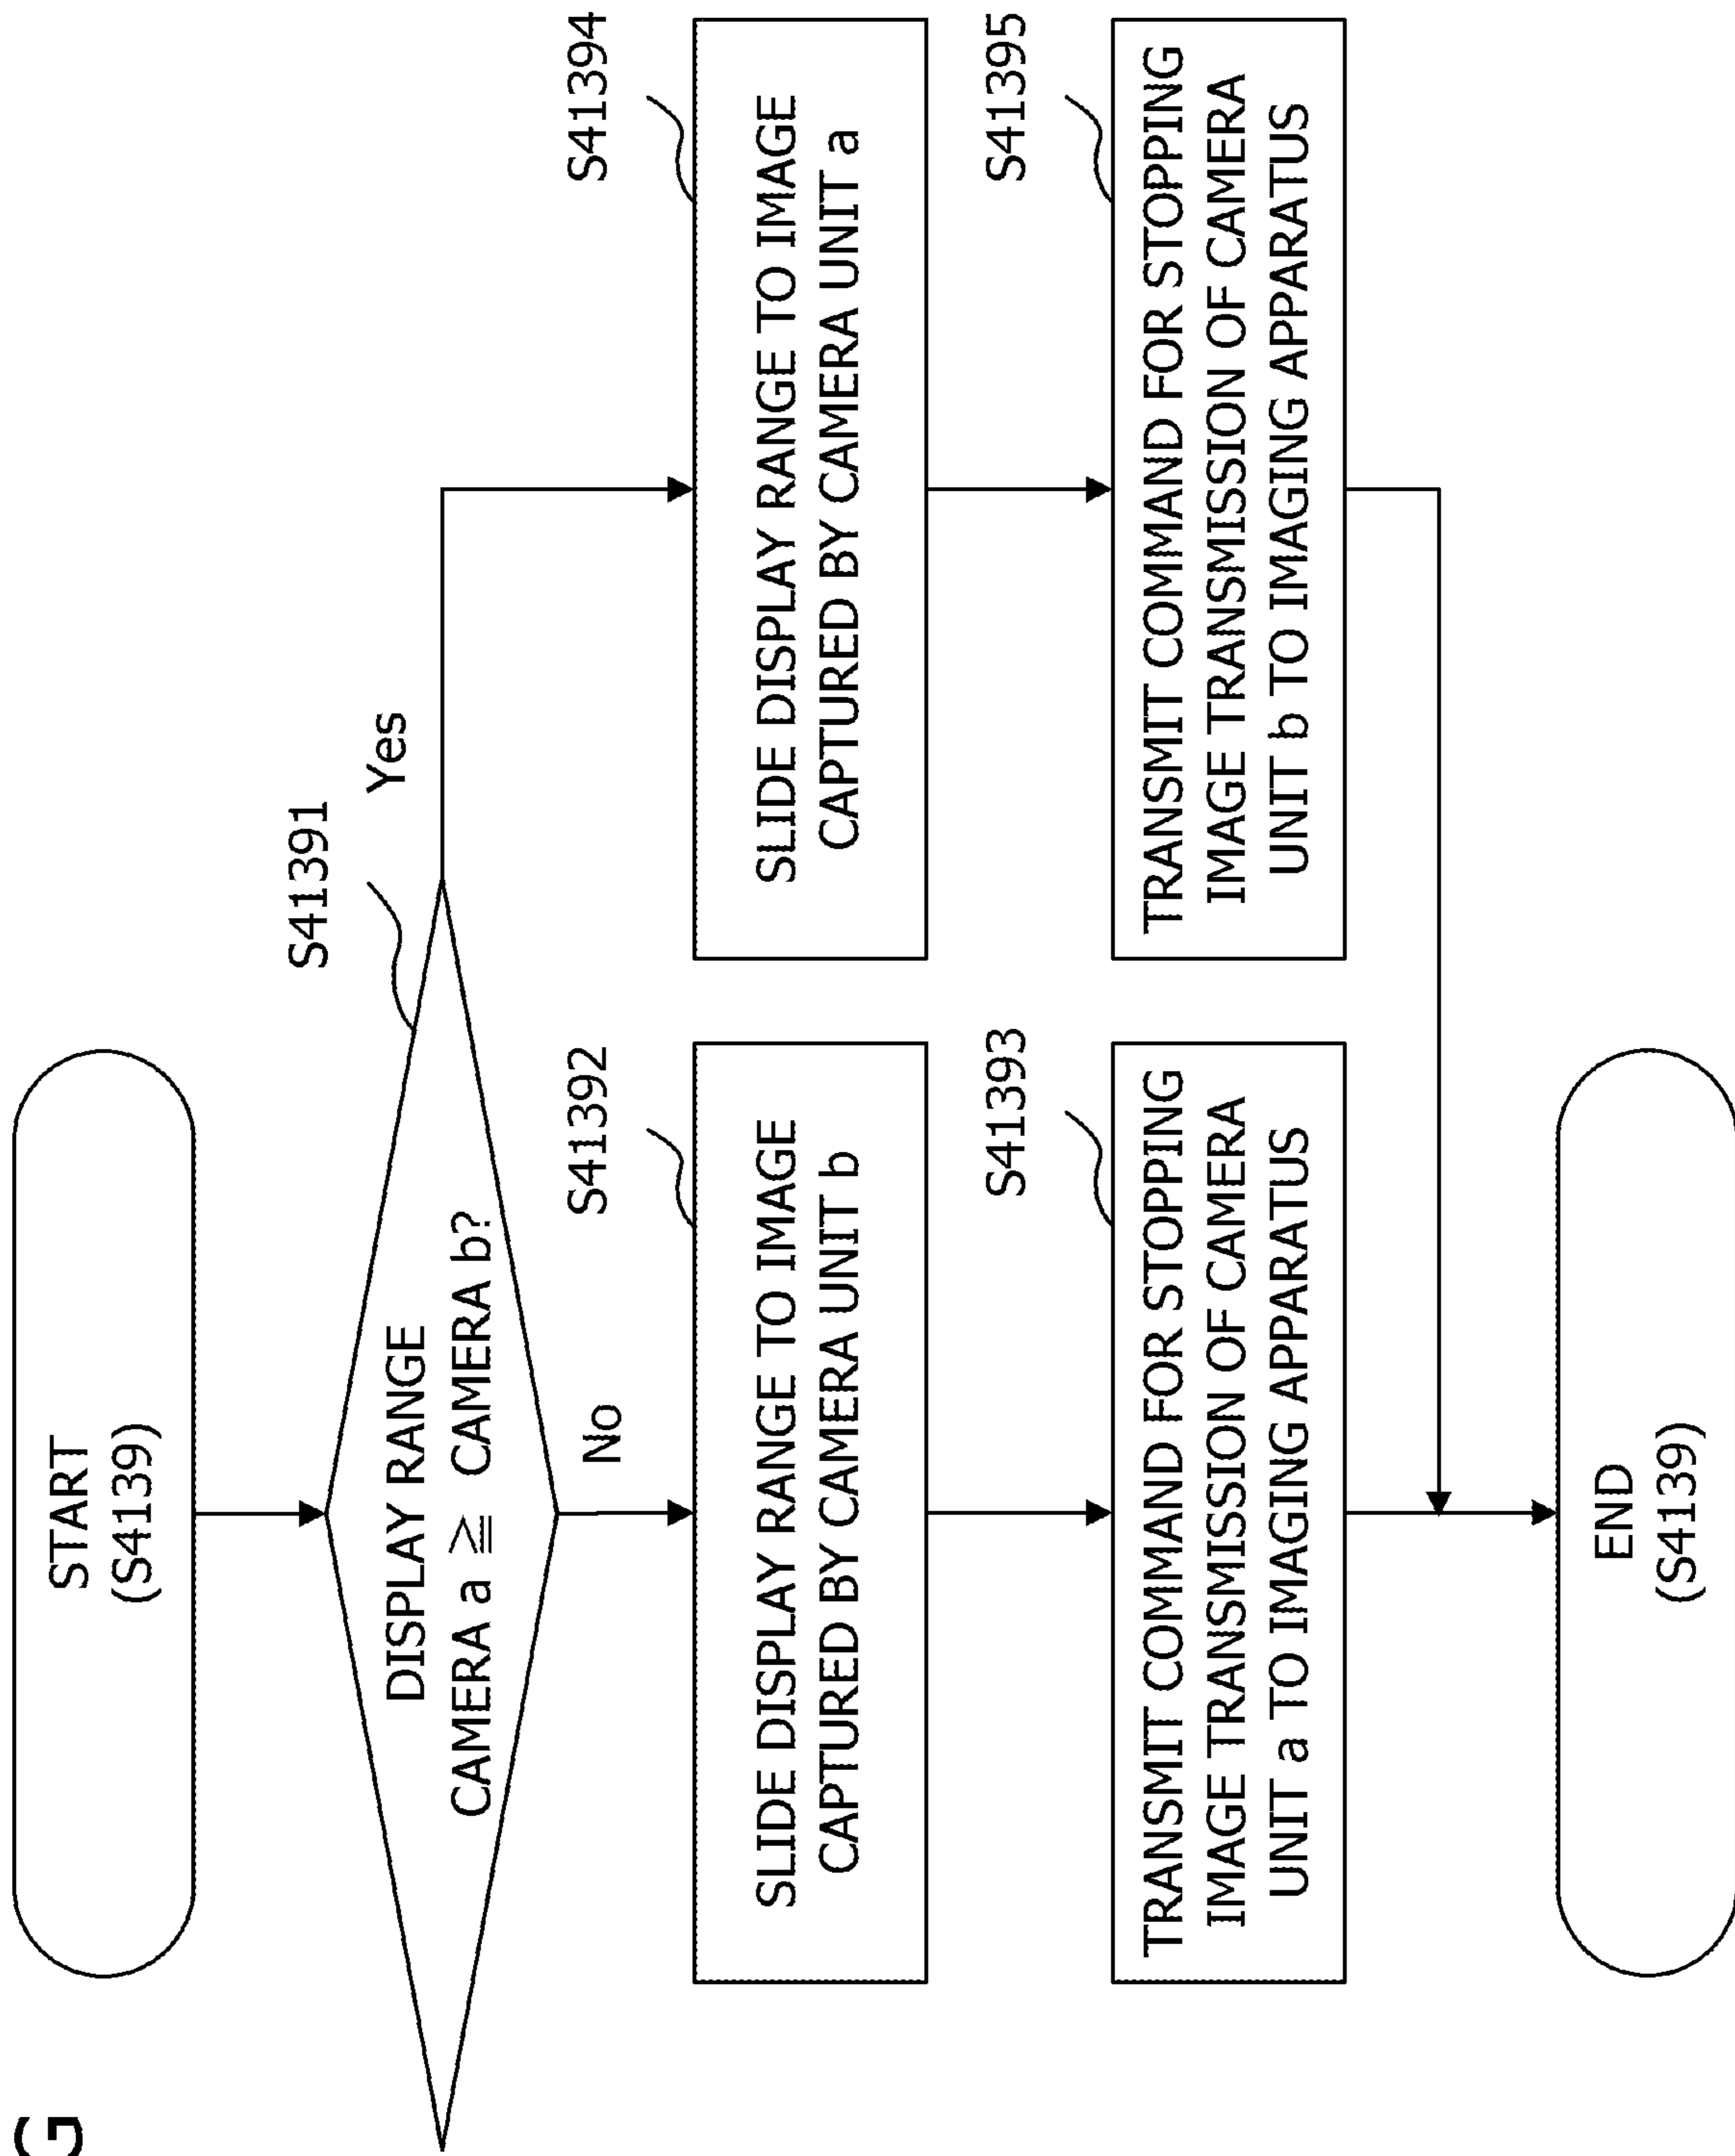 G
START
(S4139)
S41391
DISPLAY RANGE
CAMERA a ≧ CAMERA b?
Yes
No
S41392
SLIDE DISPLAY RANGE TO IMAGE
CAPTURED BY CAMERA UNIT b
S41394
SLIDE DISPLAY RANGE TO IMAGE
CAPTURED BY CAMERA UNIT a
S41393
TRANSMIT COMMAND FOR STOPPING
IMAGE TRANSMISSION OF CAMERA
UNIT a TO IMAGING APPARATUS
S41395
TRANSMIT COMMAND FOR STOPPING
IMAGE TRANSMISSION OF CAMERA
UNIT b TO IMAGING APPARATUS
END
(S4139)